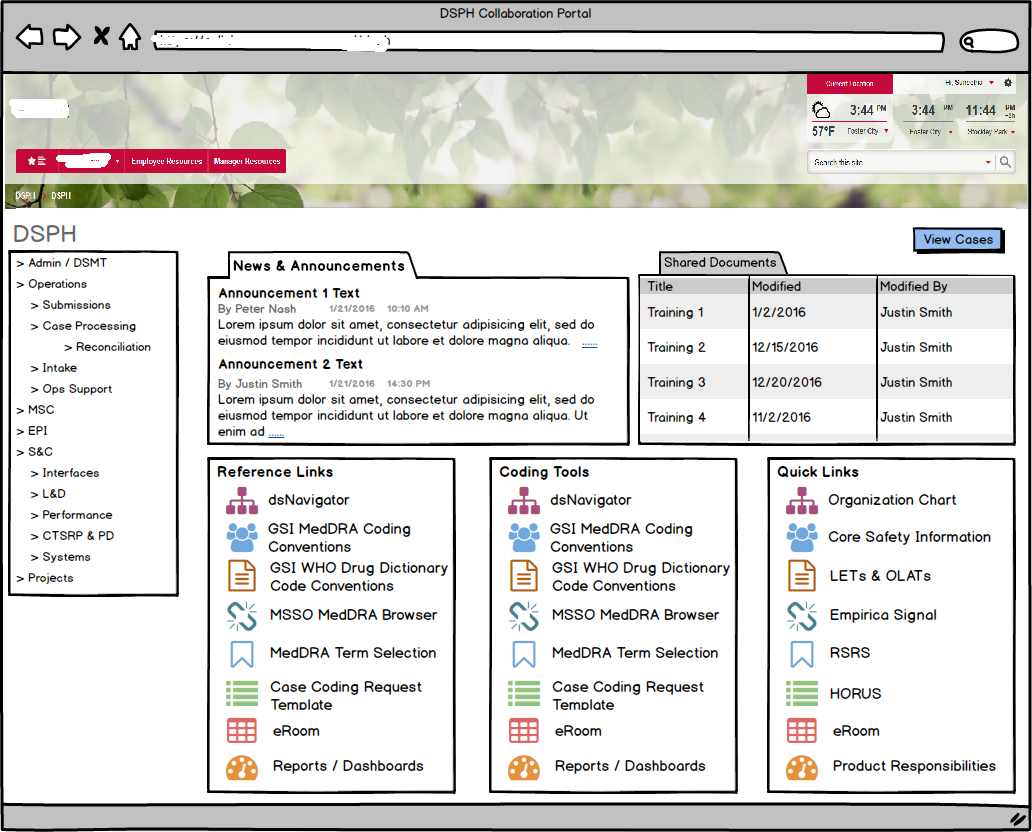 DSPH Collaboration Portal
Current Location
Hi,
3:44 PM
3:44 PM
11:44 PM
57°F
Foster City
Foster City
Stockley Park
Employee Resources
Manager Resources
Search this site
DSPH
DSPH
DSPH
View Cases
> Admin / DSMT
> Operations
> Submissions
> Case Processing
> Reconciliation
> Intake
> Ops Support
> MSC
> EPI
> S&C
> Interfaces
> L&D
> Performance
> CTSRP & PD
> Systems
> Projects
News & Announcements
Announcement 1 Text
By Peter Nash 1/21/2016 10:10 AM
Lorem ipsum dolor sit amet, consectetur adipisicing elit, sed do
eiusmod tempor incididunt ut labore et dolore magna aliqua. ......
Announcement 2 Text
By Justin Smith 1/21/2016 14:30 PM
Lorem ipsum dolor sit amet, consectetur adipisicing elit, sed do
eiusmod tempor incididunt ut labore et dolore magna aliqua. Ut
enim ad ......
Shared Documents
Title Modified Modified By
Training 1 1/2/2016 Justin Smith
Training 2 12/15/2016 Justin Smith
Training 3 12/20/2016 Justin Smith
Training 4 11/2/2016 Justin Smith
Reference Links
dsNavigator
GSI MedDRA Coding
Conventions
GSI WHO Drug Dictionary
Code Conventions
MSSO MedDRA Browser
MedDRA Term Selection
Case Coding Request
Template
eRoom
Reports / Dashboards
Coding Tools
dsNavigator
GSI MedDRA Coding
Conventions
GSI WHO Drug Dictionary
Code Conventions
MSSO MedDRA Browser
MedDRA Term Selection
Case Coding Request
Template
eRoom
Reports / Dashboards
Quick Links
Organization Chart
Core Safety Information
LETs & OLATs
Empirica Signal
RSRS
HORUS
eRoom
Product Responsibilities